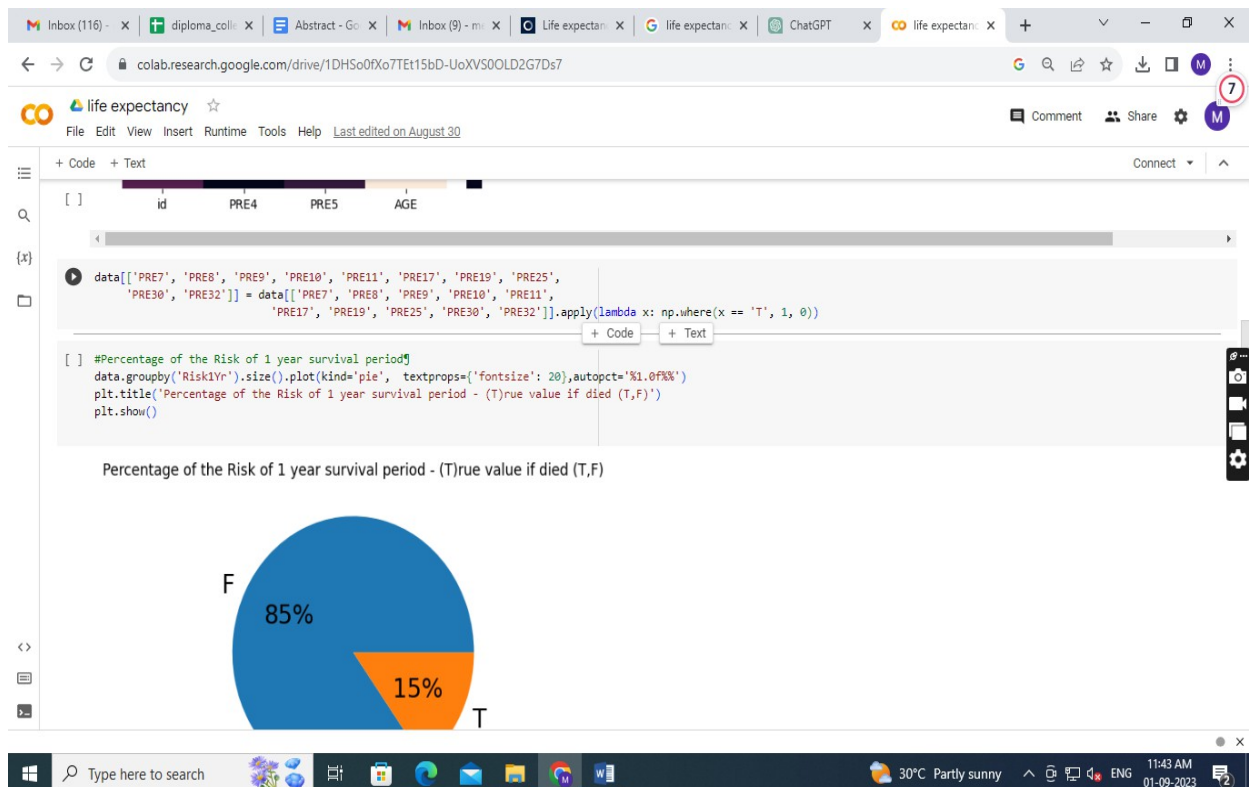 Inbox (116) -
diploma_colle
Abstract - Go
Inbox (9) - me
Life expectan
life expectanc
ChatGPT
life expectanc
colab.research.google.com/drive/1DHSo0fXo7TEt15bD-UoXVS0OLD2G7Ds7
M
7
life expectancy
File Edit View Insert Runtime Tools Help Last edited on August 30
Comment Share M
+ Code + Text Connect
[ ]
id PRE4 PRE5 AGE
{x}
data[['PRE7', 'PRE8', 'PRE9', 'PRE10', 'PRE11', 'PRE17', 'PRE19', 'PRE25',
'PRE30', 'PRE32']] = data[['PRE7', 'PRE8', 'PRE9', 'PRE10', 'PRE11',
'PRE17', 'PRE19', 'PRE25', 'PRE30', 'PRE32']].apply(lambda x: np.where(x == 'T', 1, 0))
+ Code + Text
[ ] #Percentage of the Risk of 1 year survival period¶
data.groupby('Risk1Yr').size().plot(kind='pie', textprops={'fontsize': 20},autopct='%1.0f%%')
plt.title('Percentage of the Risk of 1 year survival period - (T)rue value if died (T,F)')
plt.show()
Percentage of the Risk of 1 year survival period - (T)rue value if died (T,F)
F
85%
15%
T
Type here to search
30°C Partly sunny
ENG
11:43 AM
01-09-2023
2